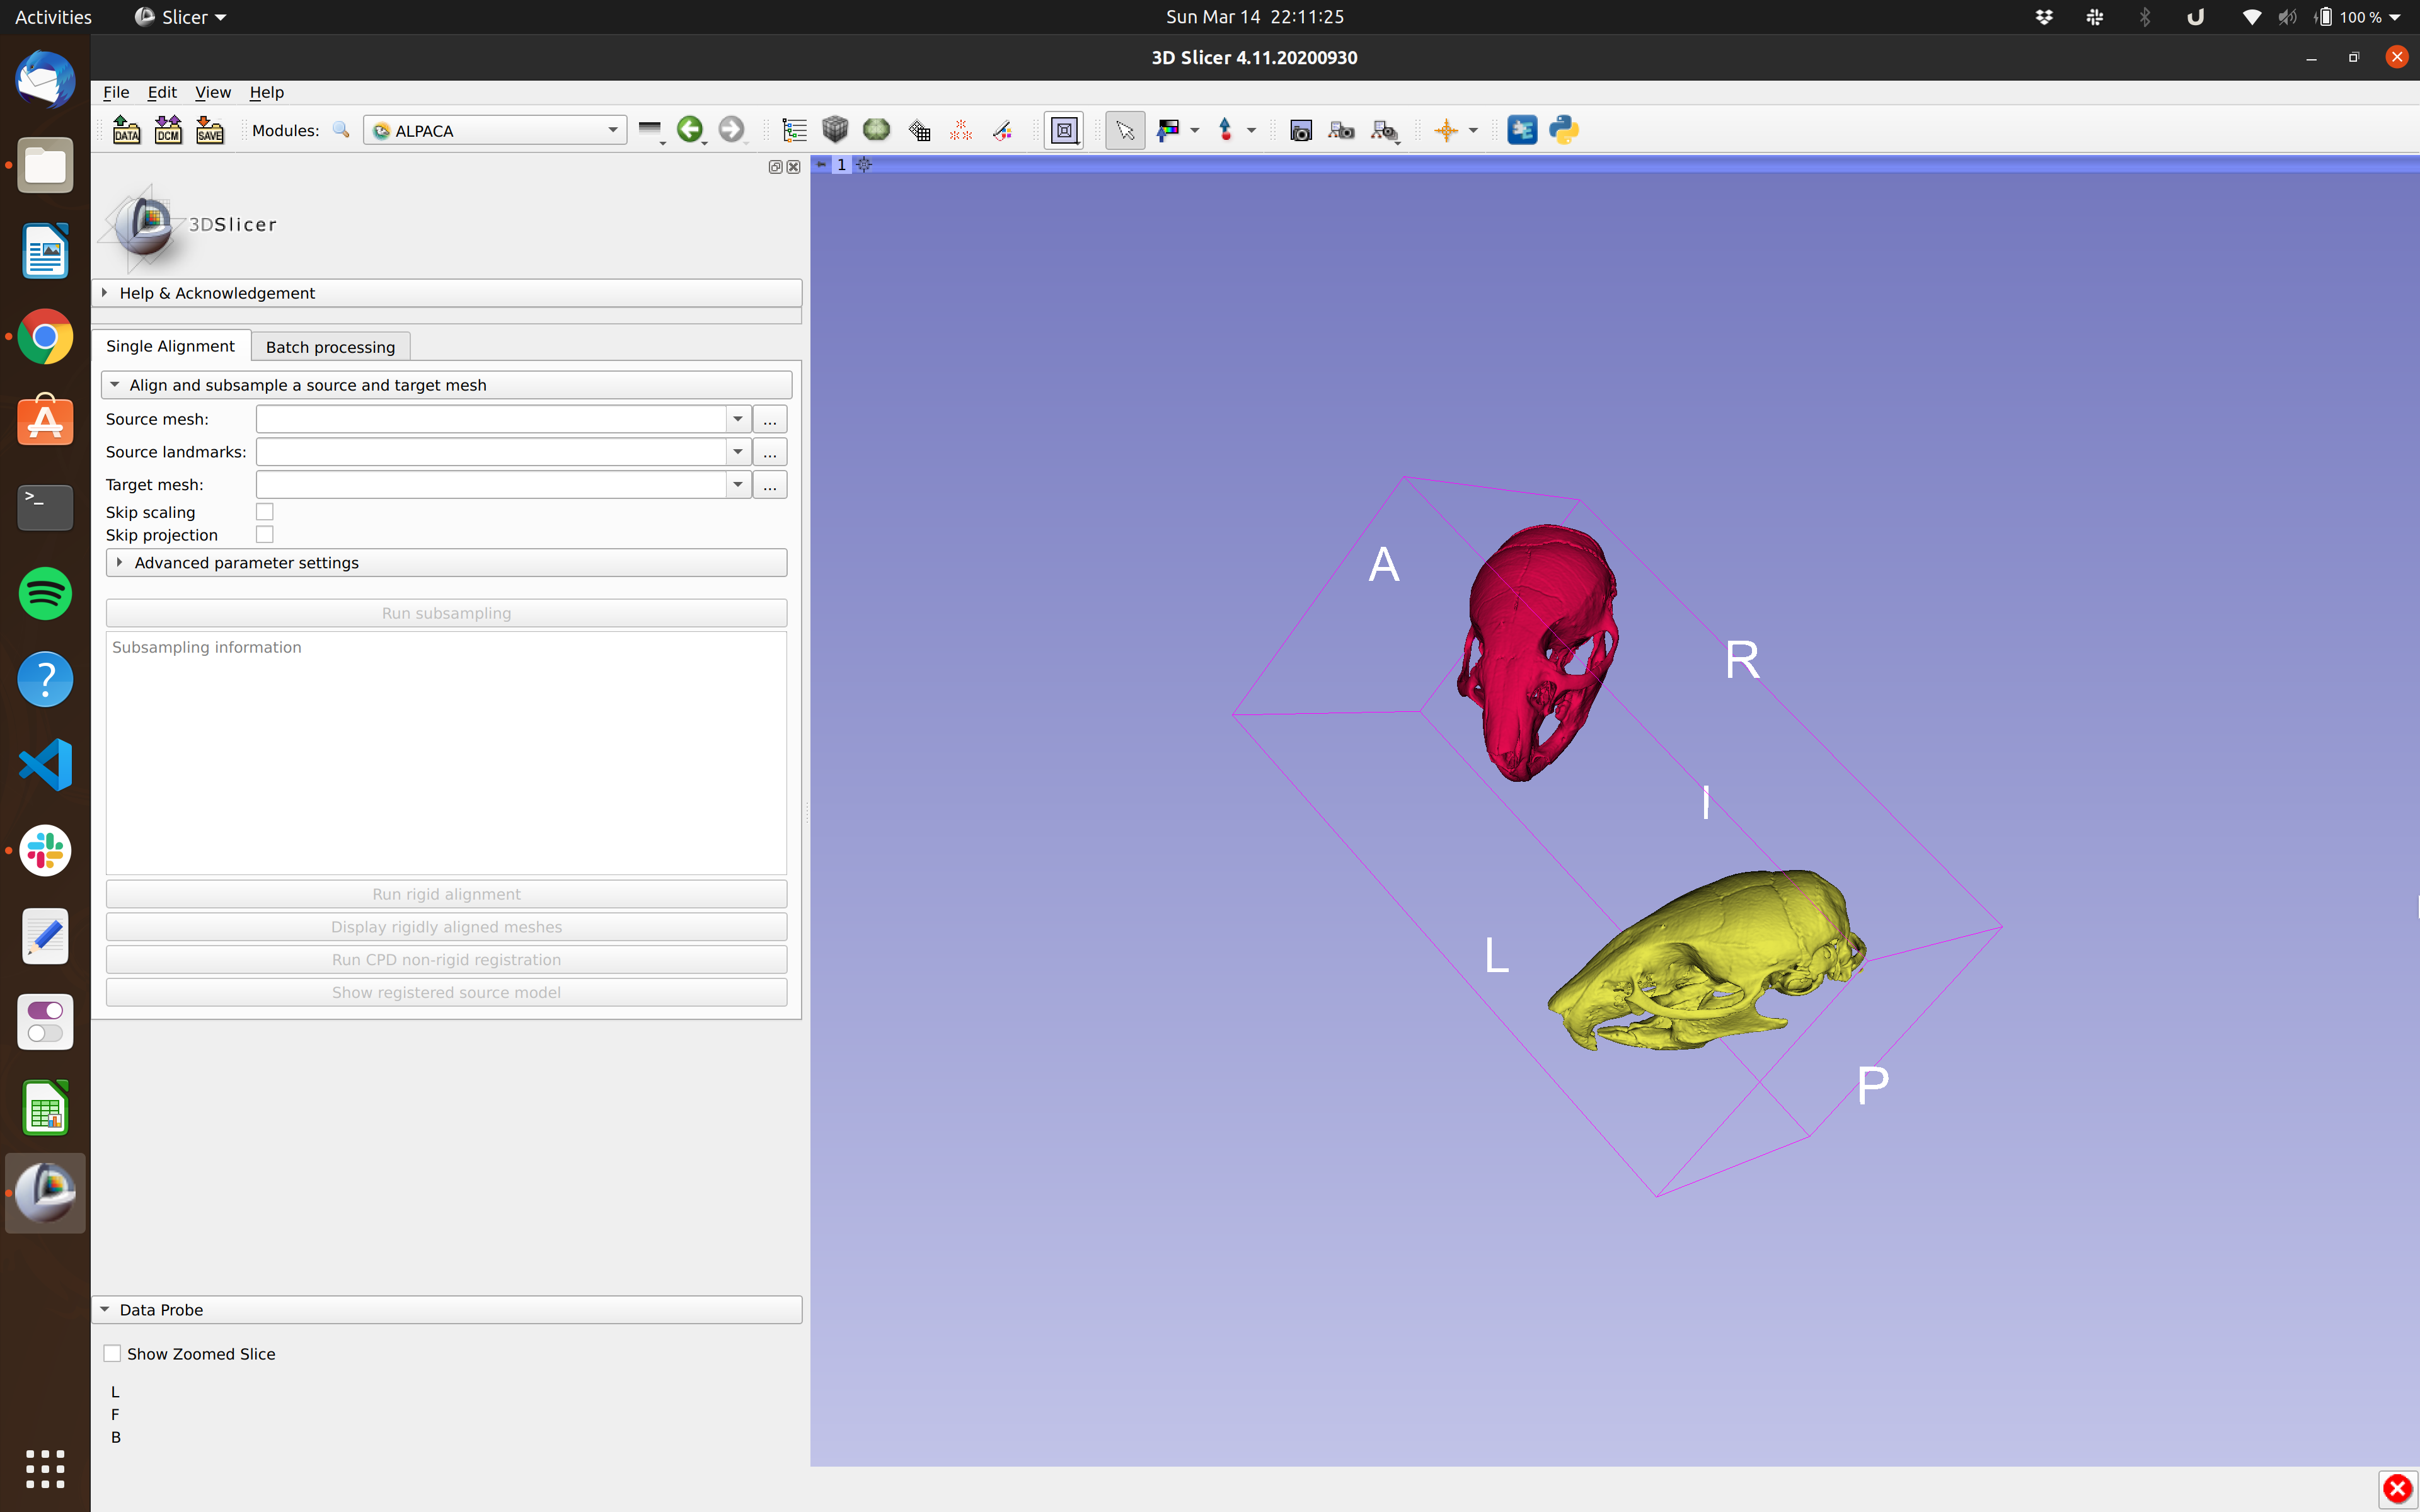 Activities
Slicer
Sun Mar 14 22:11:25
100 %
3D Slicer 4.11.20200930
File Edit View Help
DATA DCM SAVE Modules: ALPACA
1
3DSlicer
Help & Acknowledgement
Single Alignment Batch processing
Align and subsample a source and target mesh
Source mesh: ...
Source landmarks: ...
Target mesh: ...
Skip scaling
Skip projection
Advanced parameter settings
Run subsampling
Subsampling information
Run rigid alignment
Display rigidly aligned meshes
Run CPD non-rigid registration
Show registered source model
A
R
I
L
P
Data Probe
Show Zoomed Slice
L
F
B